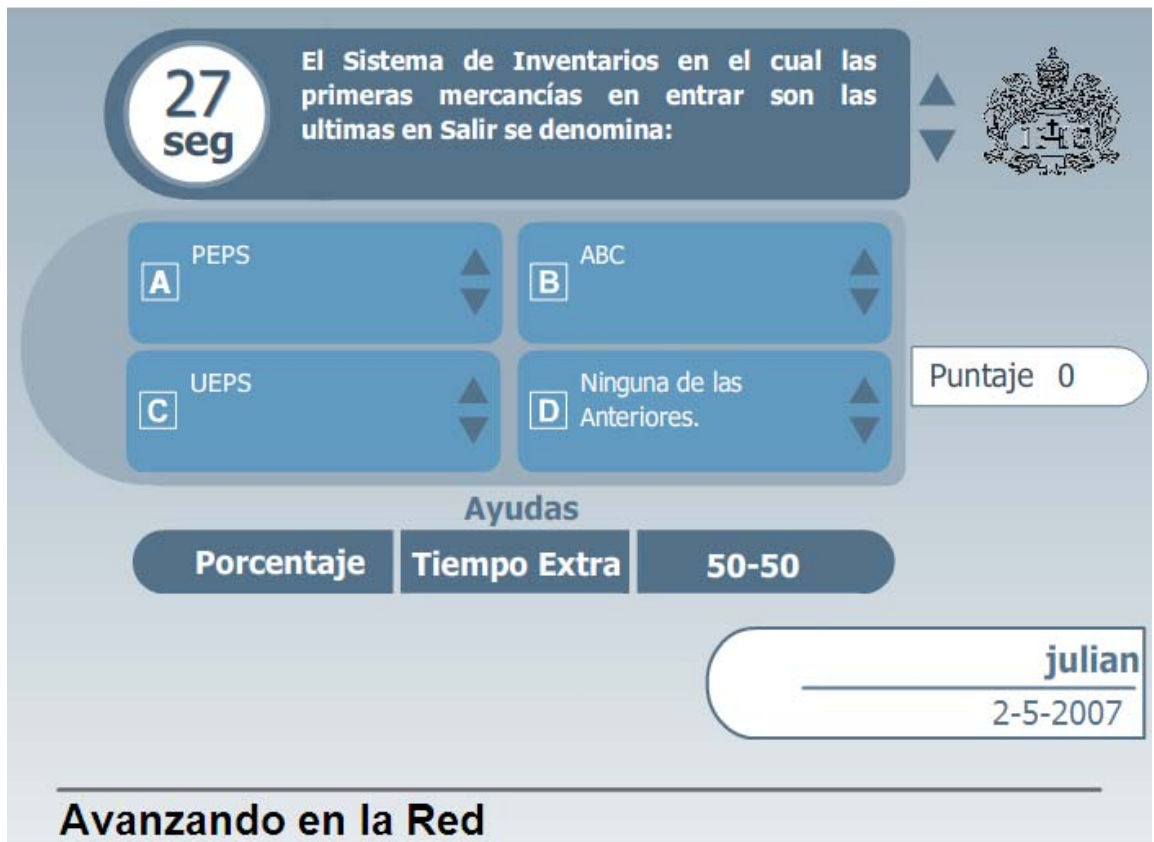 27
seg
El Sistema de Inventarios en el cual las
primeras mercancías en entrar son las
ultimas en Salir se denomina:
A PEPS
B ABC
C UEPS
D Ninguna de las
Anteriores.
Puntaje 0
Ayudas
Porcentaje
Tiempo Extra
50-50
julian
2-5-2007
Avanzando en la Red